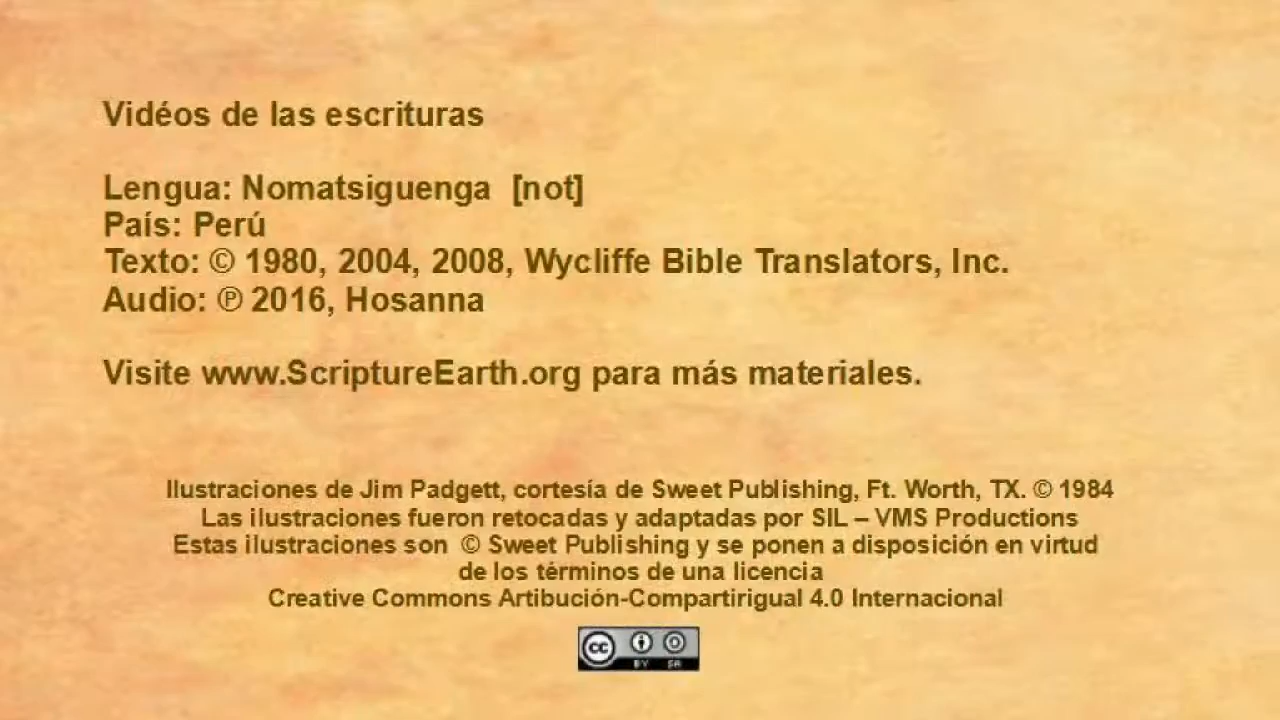 Vidéos de las escrituras
Lengua: Nomatsiguenga [not]
País: Perú
Texto: © 1980, 2004, 2008, Wycliffe Bible Translators, Inc.
Audio: ℗ 2016, Hosanna
Visite www.ScriptureEarth.org para más materiales.
Ilustraciones de Jim Padgett, cortesía de Sweet Publishing, Ft. Worth, TX. © 1984
Las ilustraciones fueron retocadas y adaptadas por SIL – VMS Productions
Estas ilustraciones son © Sweet Publishing y se ponen a disposición en virtud
de los términos de una licencia
Creative Commons Artibución-Compartirigual 4.0 Internacional
cc BY SA